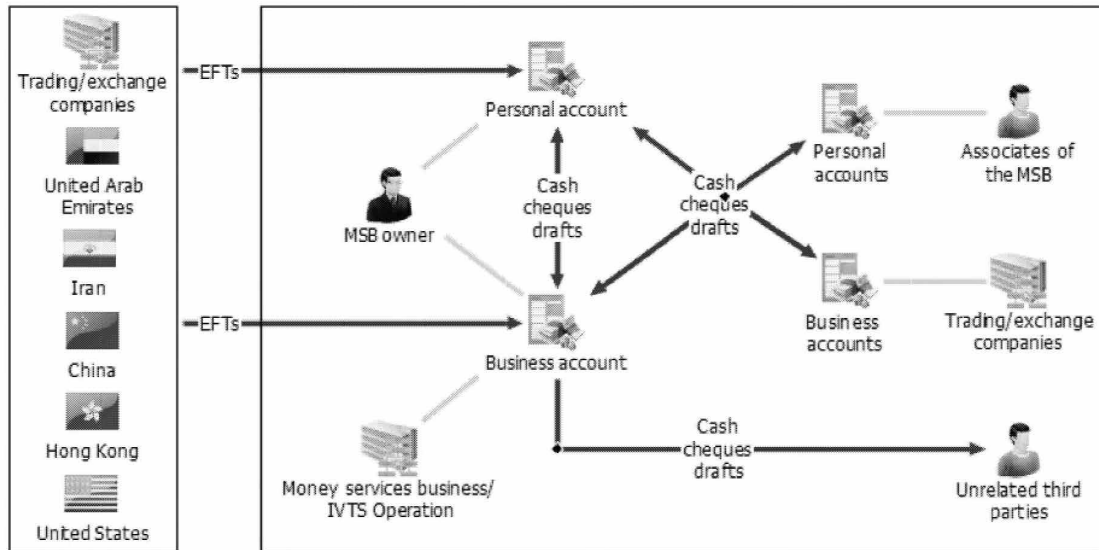 Trading/exchange
companies
United Arab
Emirates
Iran
China
Hong Kong
United States
EFTs
EFTs
Personal account
MSB owner
Cash
cheques
drafts
Business account
Money services business/
IVTS Operation
Cash
cheques
drafts
Personal
accounts
Associates of
the MSB
Business
accounts
Trading/exchange
companies
Cash
cheques
drafts
Unrelated third
parties